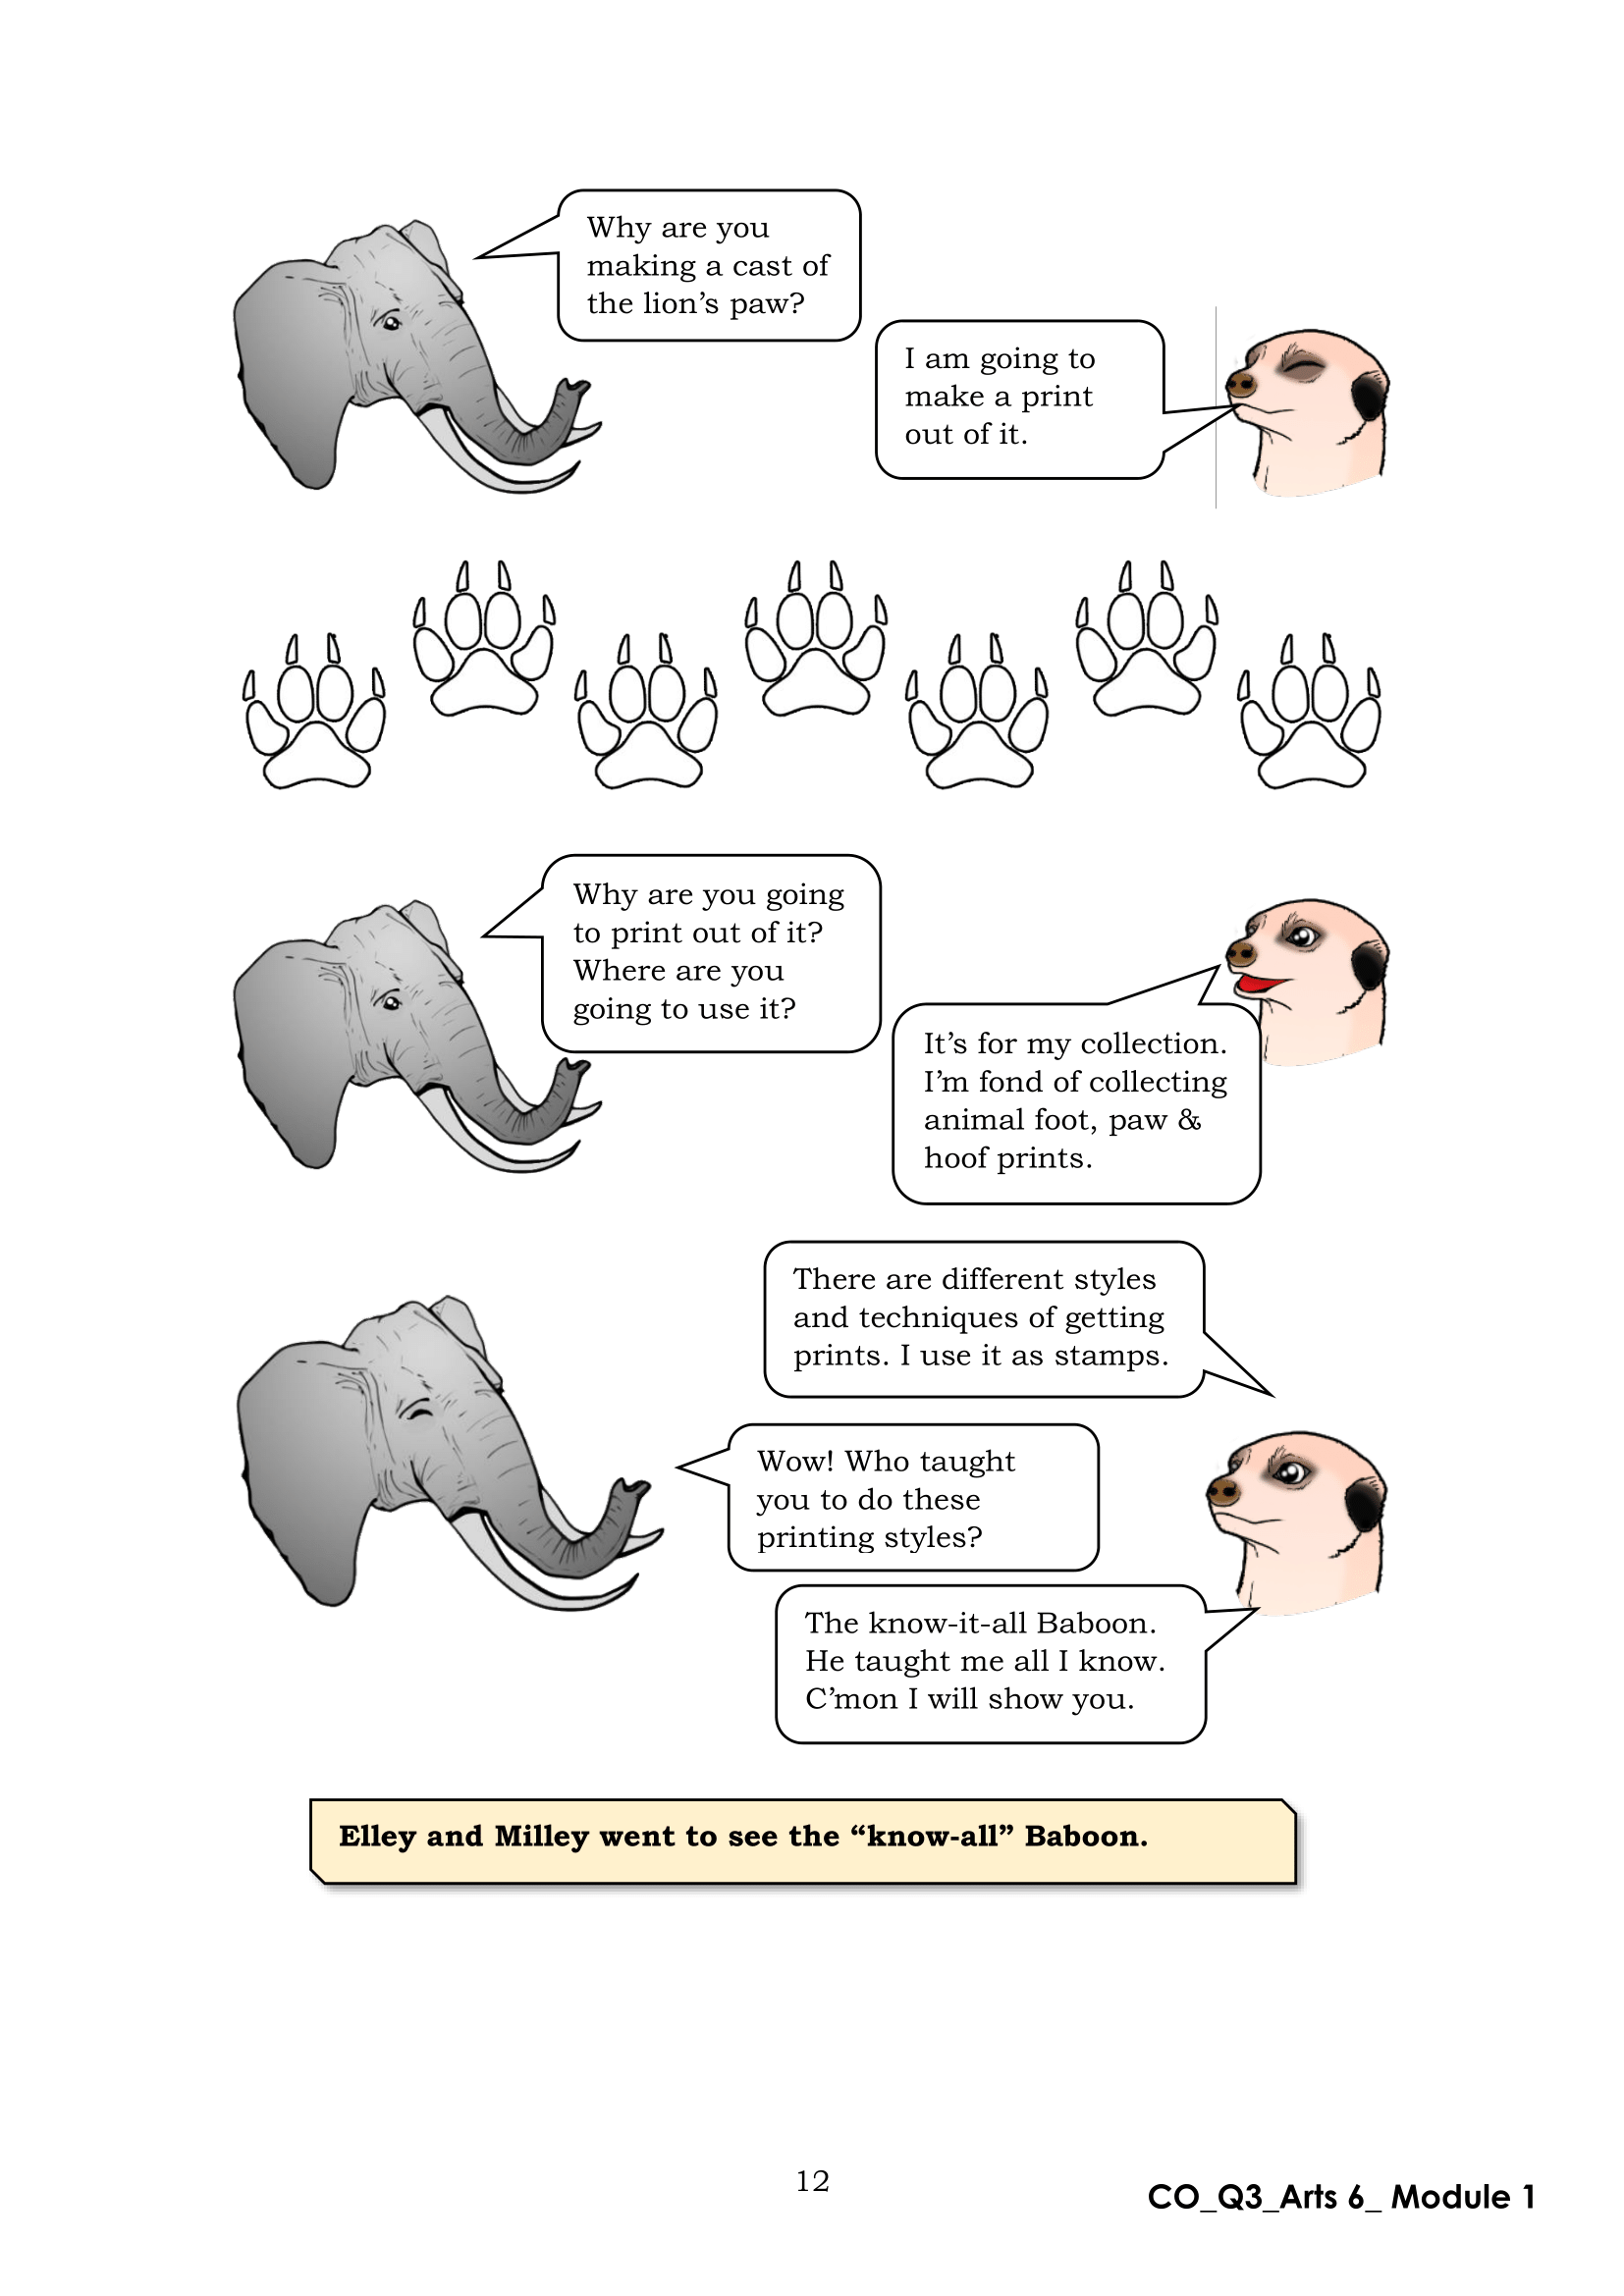 Why are you
making a cast of
the lion’s paw?
I am going to
make a print
out of it.
Why are you going
to print out of it?
Where are you
going to use it?
It’s for my collection.
I’m fond of collecting
animal foot, paw &
hoof prints.
There are different styles
and techniques of getting
prints. I use it as stamps.
Wow! Who taught
you to do these
printing styles?
The know-it-all Baboon.
He taught me all I know.
C’mon I will show you.
Elley and Milley went to see the “know-all” Baboon.
12
CO_Q3_Arts 6_ Module 1